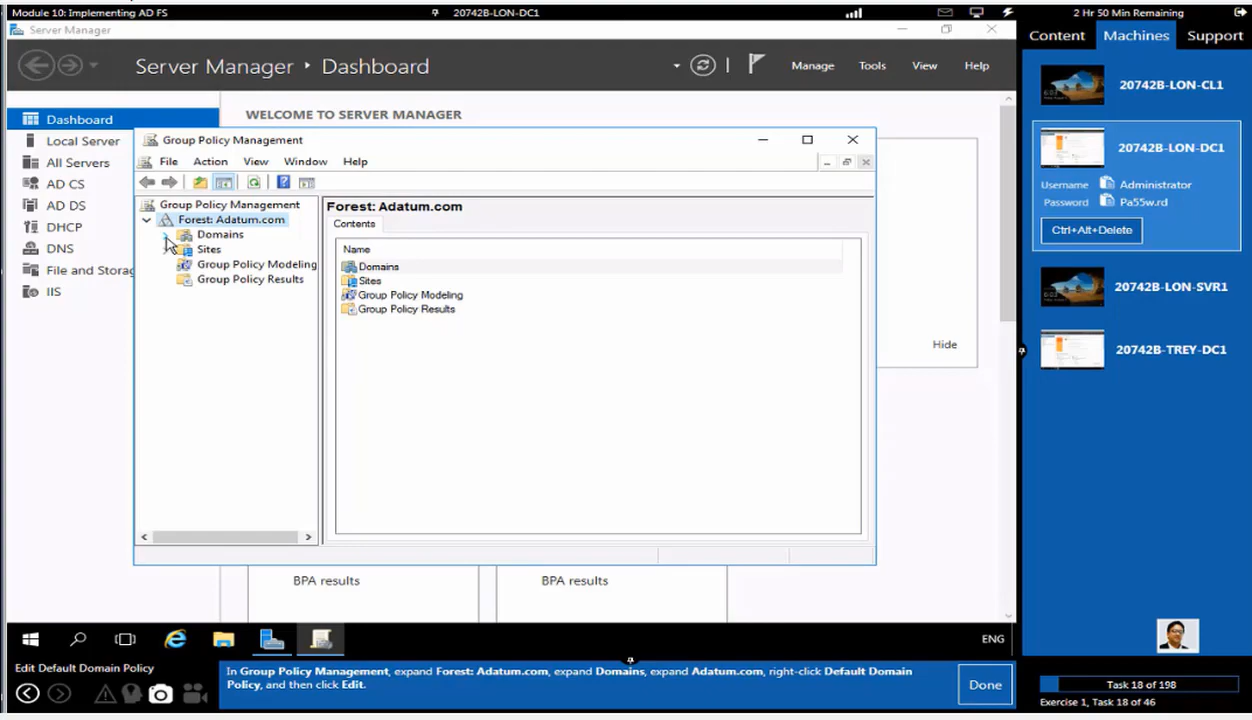 Module 10: Implementing AD FS
20742B-LON-DC1
2 Hr 50 Min Remaining
Server Manager
Content Machines Support
Server Manager • Dashboard
Manage Tools View Help
Dashboard
Local Server
All Servers
AD CS
AD DS
DHCP
DNS
File and Storag
IIS
WELCOME TO SERVER MANAGER
Group Policy Management
File Action View Window Help
Group Policy Management
Forest: Adatum.com
Domains
Sites
Group Policy Modeling
Group Policy Results
Forest: Adatum.com
Contents
Name
Domains
Sites
Group Policy Modeling
Group Policy Results
Hide
BPA results
BPA results
20742B-LON-CL1
20742B-LON-DC1
Username Administrator
Password Pa55w.rd
Ctrl+Alt+Delete
20742B-LON-SVR1
20742B-TREY-DC1
ENG
Edit Default Domain Policy
In Group Policy Management, expand Forest: Adatum.com, expand Domains, expand Adatum.com, right-click Default Domain
Policy, and then click Edit.
Done
Task 18 of 198
Exercise 1, Task 18 of 46